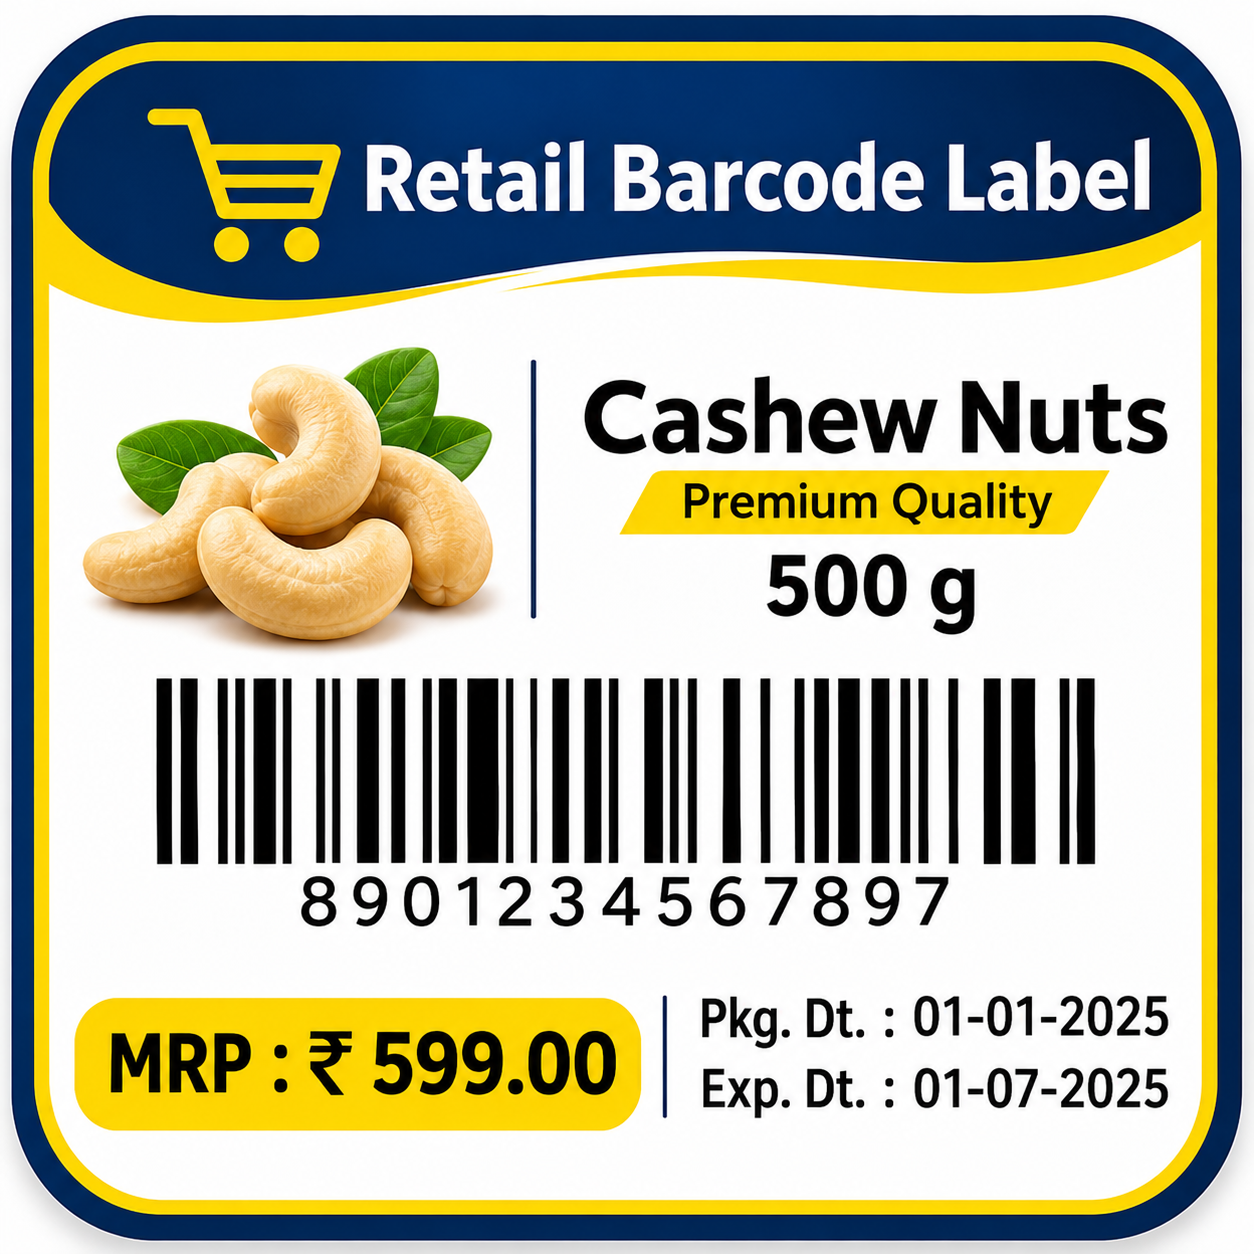 Retail Barcode Label
Cashew Nuts
Premium Quality
500 g
8901234567897
MRP : ₹ 599.00
Pkg. Dt. : 01-01-2025
Exp. Dt. : 01-07-2025